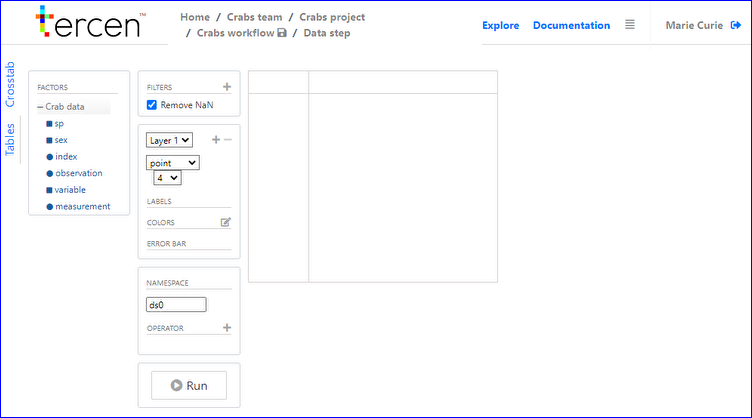 tercen™
Home / Crabs team / Crabs project
/ Crabs workflow / Data step
Explore
Documentation
Marie Curie
Crosstab
Tables
FACTORS
Crab data
sp
sex
index
observation
variable
measurement
FILTERS
Remove NaN
Layer 1
point
4
LABELS
COLORS
ERROR BAR
NAMESPACE
ds0
OPERATOR
Run